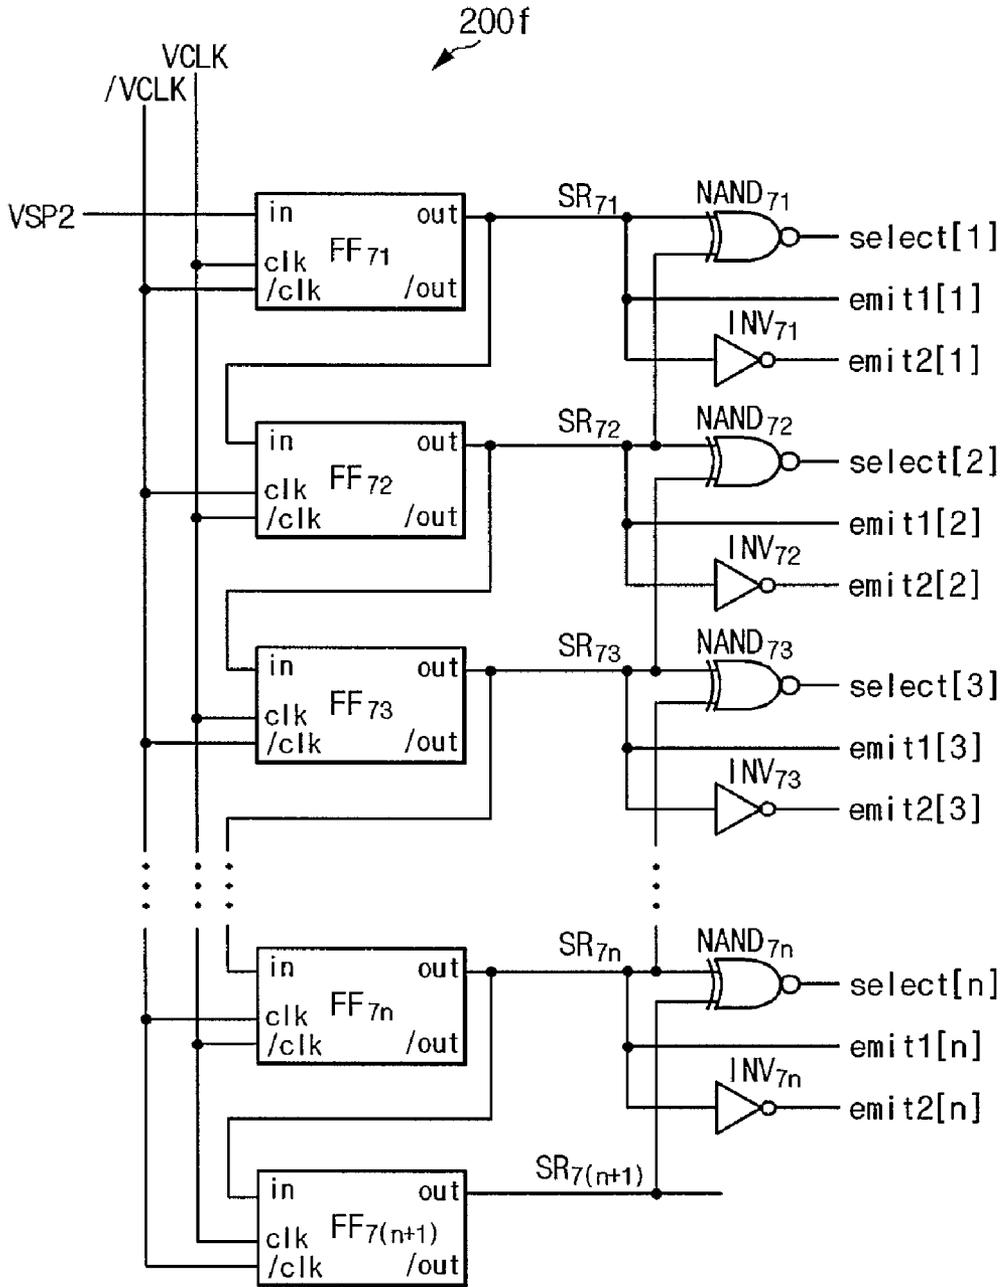 200f
VCLK
/VCLK
VSP2
in out
FF71
clk
/clk /out
SR71
NAND71
select[1]
emit1[1]
INV71
emit2[1]
in out
FF72
clk
/clk /out
SR72
NAND72
select[2]
emit1[2]
INV72
emit2[2]
in out
FF73
clk
/clk /out
SR73
NAND73
select[3]
emit1[3]
INV73
emit2[3]
in out
FF7n
clk
/clk /out
SR7n
NAND7n
select[n]
emit1[n]
INV7n
emit2[n]
in out
FF7(n+1)
clk
/clk /out
SR7(n+1)